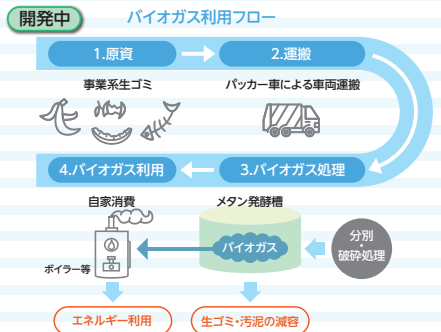 開発中
バイオガス利用フロー
1.原資
2.運搬
事業系生ゴミ
パッカー車による車両運搬
4.バイオガス利用
3.バイオガス処理
自家消費
メタン発酵槽
バイオガス
分別
・
破砕処理
ボイラー等
エネルギー利用
生ゴミ・汚泥の減容